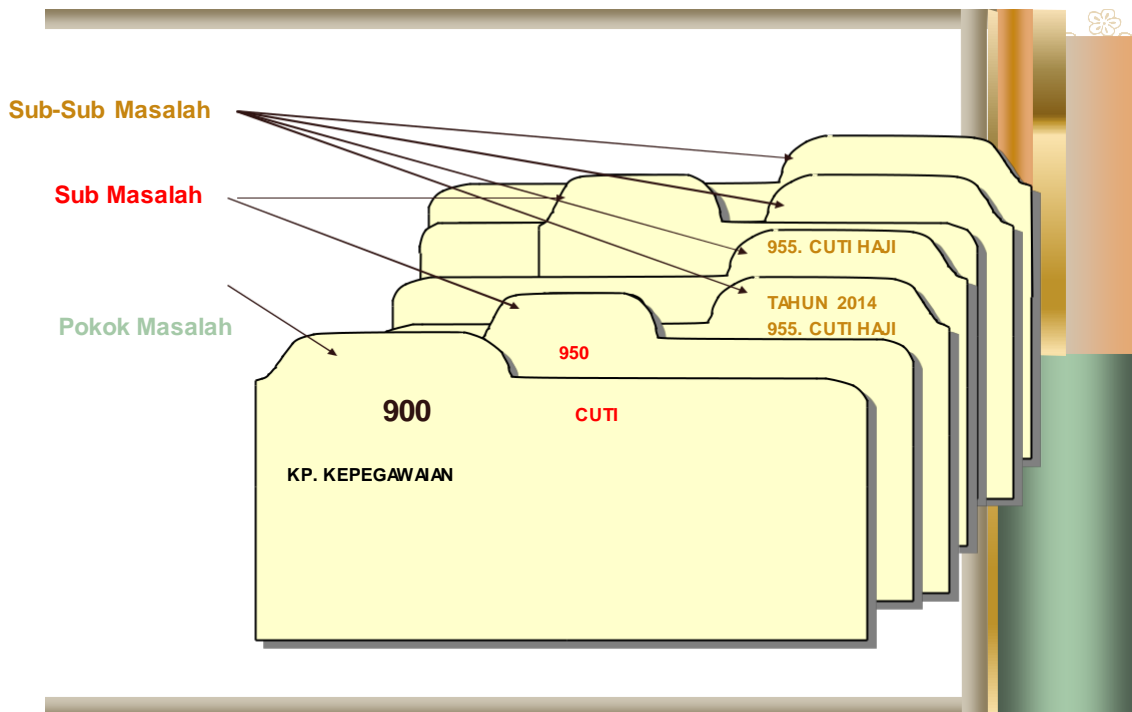 Sub-Sub Masalah
Sub Masalah
Pokok Masalah
955. CUTI HAJI
TAHUN 2014
955. CUTI HAJI
950
CUTI
900
KP. KEPEGAWAIAN